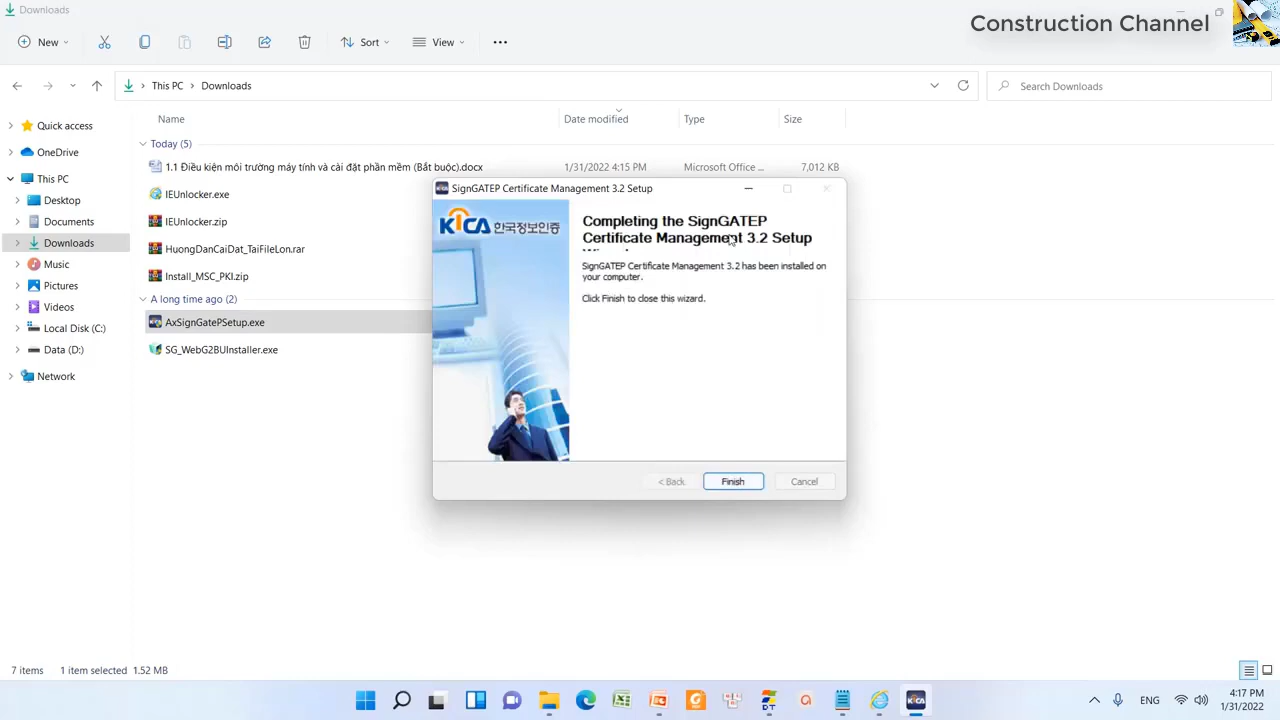 Downloads
Construction Channel
New
Sort
View
This PC
Downloads
Search Downloads
Name
Date modified
Type
Size
Quick access
OneDrive
This PC
Desktop
Documents
Downloads
Music
Pictures
Videos
Local Disk (C:)
Data (D:)
Network
Today (5)
1.1 Điều kiện môi trường máy tính và cài đặt phần mềm (Bắt buộc).docx
1/31/2022 4:15 PM
Microsoft Office ...
7,012 KB
IEUnlocker.exe
IEUnlocker.zip
HuongDanCaiDat_TaiFileLon.rar
Install_MSC_PKI.zip
A long time ago (2)
AxSignGatePSetup.exe
SG_WebG2BUInstaller.exe
SignGATEP Certificate Management 3.2 Setup
KICA 한국정보인증
Completing the SignGATEP
Certificate Management 3.2 Setup
SignGATEP Certificate Management 3.2 has been installed on
your computer.
Click Finish to close this wizard.
< Back
Finish
Cancel
7 items
1 item selected
1.52 MB
ENG
4:17 PM
1/31/2022